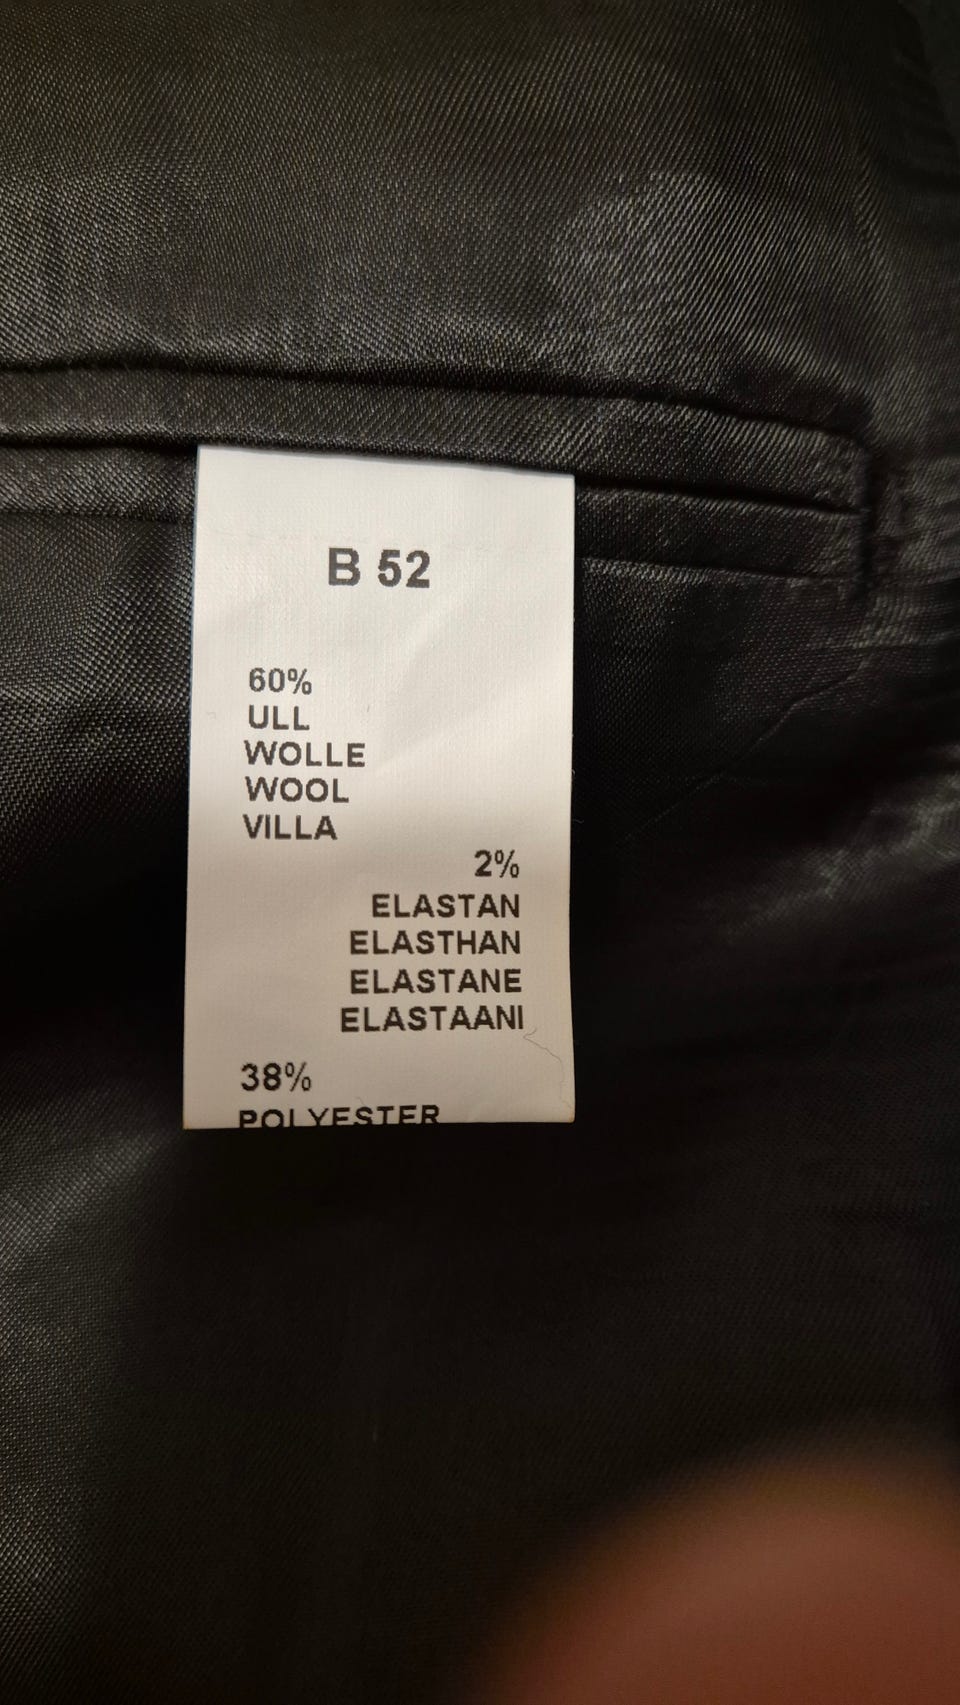 B 52
60%
ULL
WOLLE
WOOL
VILLA
2%
ELASTAN
ELASTHAN
ELASTANE
ELASTAANI
38%
POLYESTER